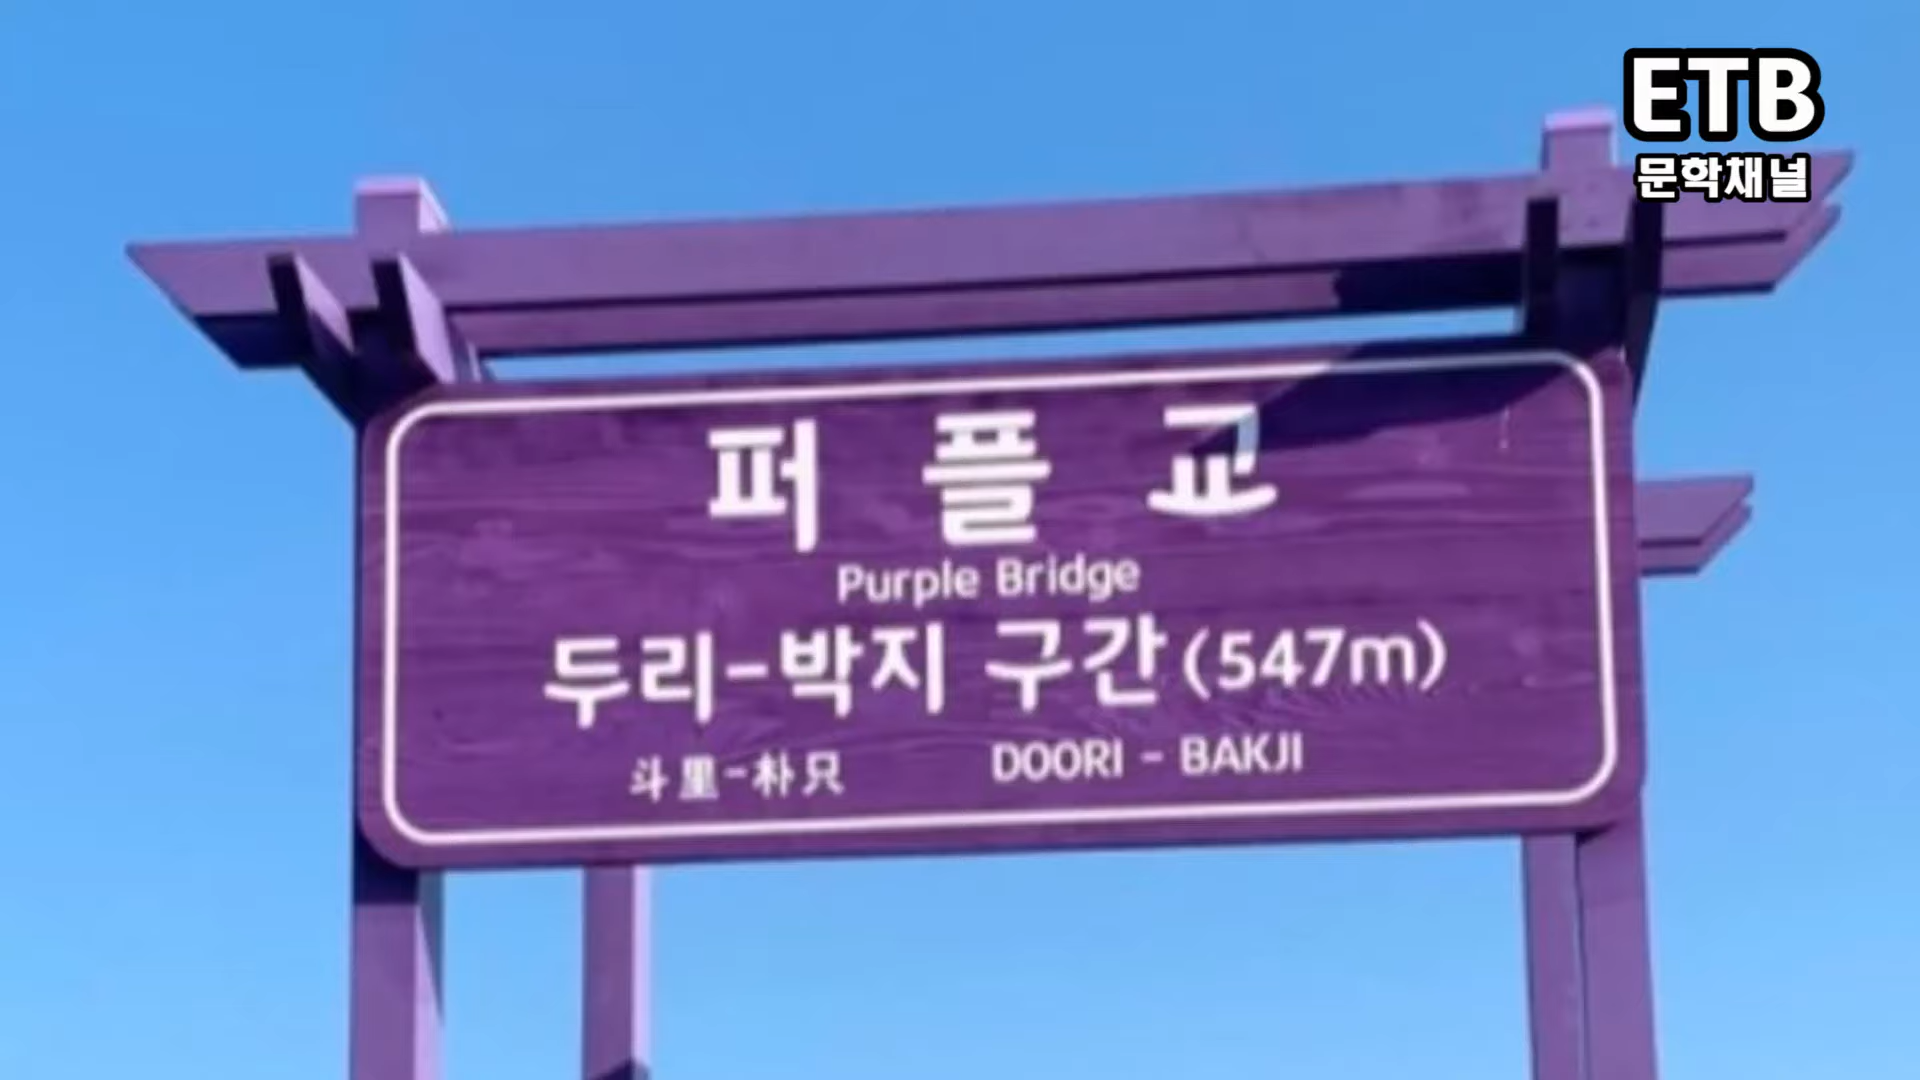 ETB
문학채널
퍼플교
Purple Bridge
두리-박지 구간(547m)
斗里-朴只 DOORI - BAKJI